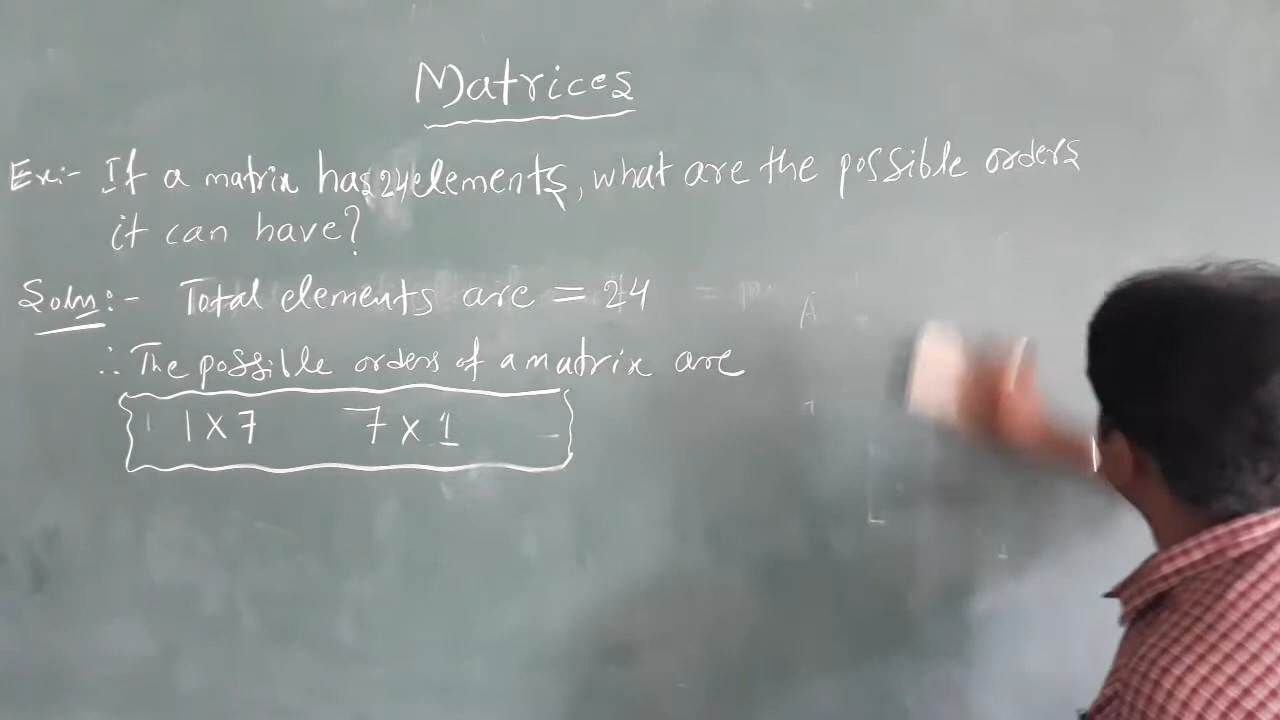 Matrices
Ex:- If a matrix has 24 elements, what are the possible orders
it can have?
Soln:- Total elements are = 24
∴ The possible orders of a matrix are
1 x 7 7 x 1